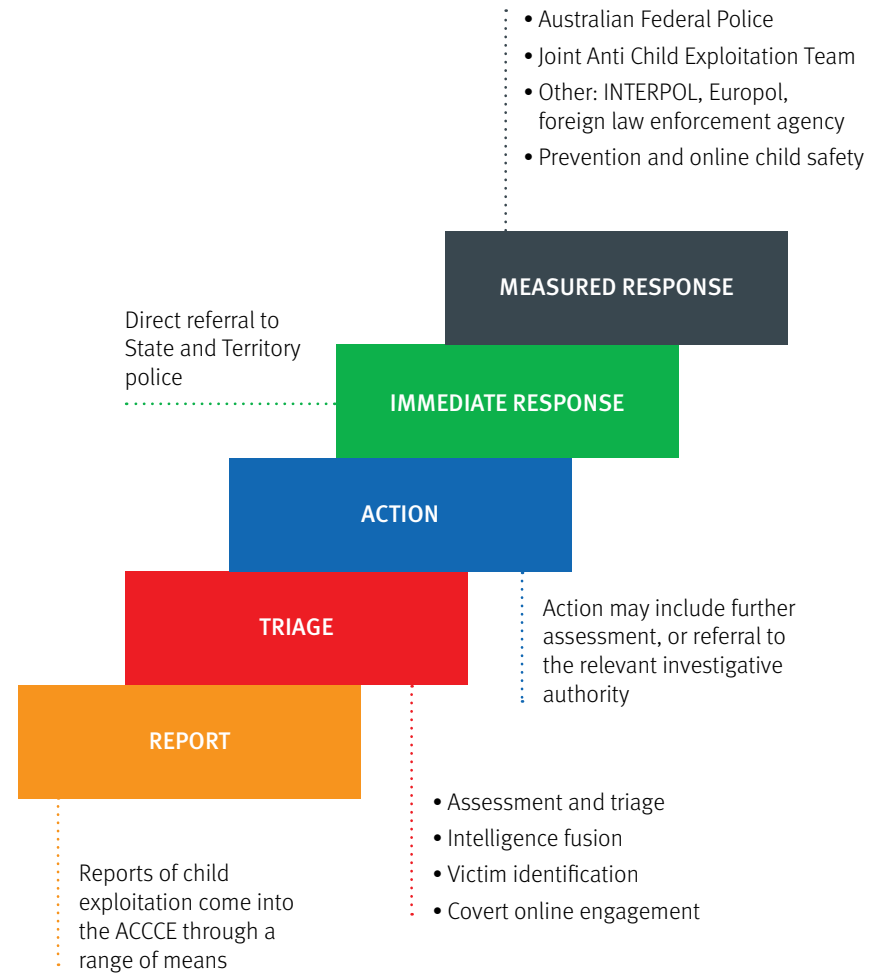 • Australian Federal Police
• Joint Anti Child Exploitation Team
• Other: INTERPOL, Europol,
foreign law enforcement agency
• Prevention and online child safety
MEASURED RESPONSE
Direct referral to
State and Territory
police
IMMEDIATE RESPONSE
ACTION
Action may include further
assessment, or referral to
the relevant investigative
authority
TRIAGE
REPORT
• Assessment and triage
• Intelligence fusion
• Victim identification
• Covert online engagement
Reports of child
exploitation come into
the ACCCE through a
range of means